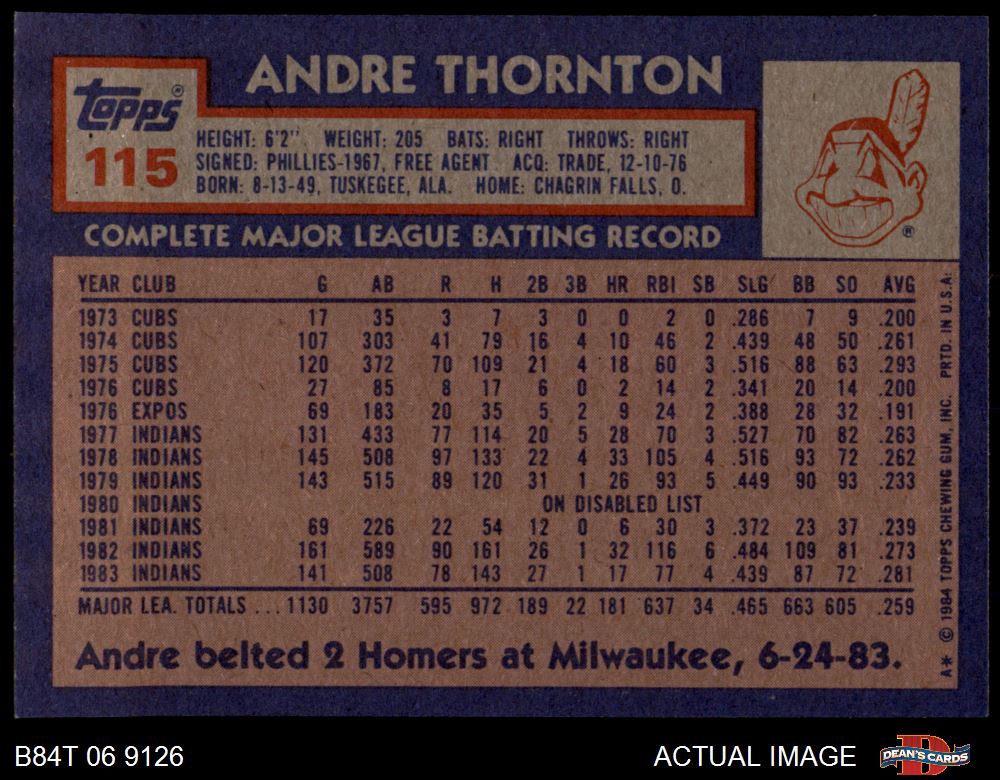 ANDRE THORNTON
Topps®
115
HEIGHT: 6'2" WEIGHT: 205 BATS: RIGHT THROWS: RIGHT
SIGNED: PHILLIES-1967, FREE AGENT ACQ: TRADE, 12-10-76
BORN: 8-13-49, TUSKEGEE, ALA. HOME: CHAGRIN FALLS, O.
®
COMPLETE MAJOR LEAGUE BATTING RECORD
YEAR CLUB G AB R H 2B 3B HR RBI SB SLG BB SO AVG
1973 CUBS 17 35 3 7 3 0 0 2 0 .286 7 9 .200
1974 CUBS 107 303 41 79 16 4 10 46 2 .439 48 50 .261
1975 CUBS 120 372 70 109 21 4 18 60 3 .516 88 63 .293
1976 CUBS 27 85 8 17 6 0 2 14 2 .341 20 14 .200
1976 EXPOS 69 183 20 35 5 2 9 24 2 .388 28 32 .191
1977 INDIANS 131 433 77 114 20 5 28 70 3 .527 70 82 .263
1978 INDIANS 145 508 97 133 22 4 33 105 4 .516 93 72 .262
1979 INDIANS 143 515 89 120 31 1 26 93 5 .449 90 93 .233
1980 INDIANS ON DISABLED LIST
1981 INDIANS 69 226 22 54 12 0 6 30 3 .372 23 37 .239
1982 INDIANS 161 589 90 161 26 1 32 116 6 .484 109 81 .273
1983 INDIANS 141 508 78 143 27 1 17 77 4 .439 87 72 .281
MAJOR LEA. TOTALS ... 1130 3757 595 972 189 22 181 637 34 .465 663 605 .259
Andre belted 2 Homers at Milwaukee, 6-24-83.
A* © 1984 TOPPS CHEWING GUM, INC. PRTD. IN U.S.A.
B84T 06 9126
ACTUAL IMAGE
D
DEAN'S CARDS